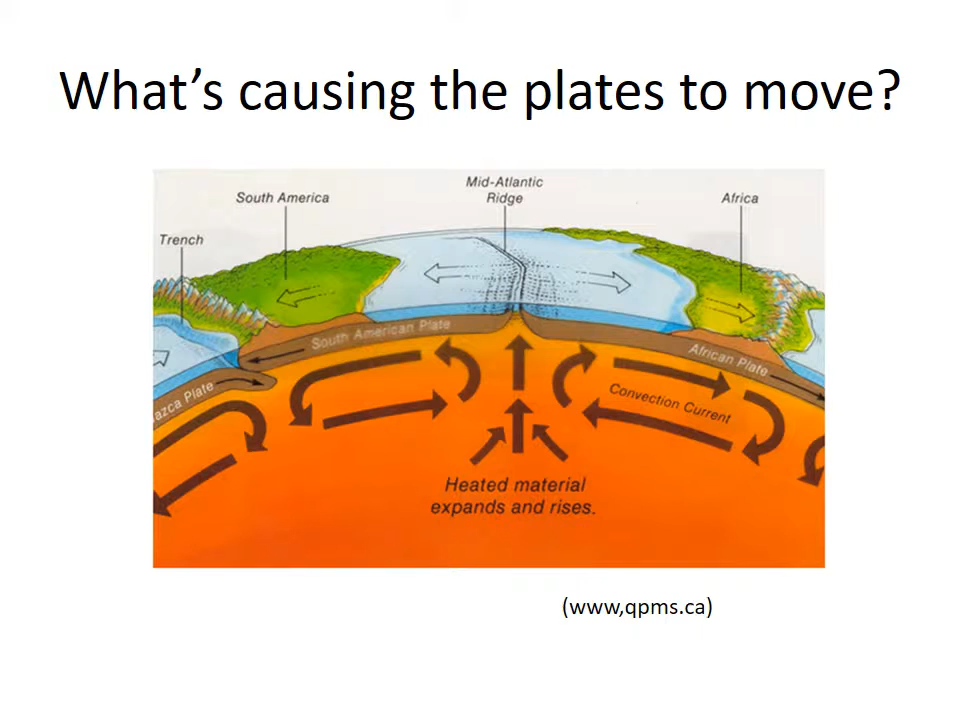 What's causing the plates to move?
Mid-Atlantic
Ridge
South America
Africa
Trench
South American Plate
African Plate
azca Plate
Convection Current
Heated material
expands and rises.
(www,qpms.ca)